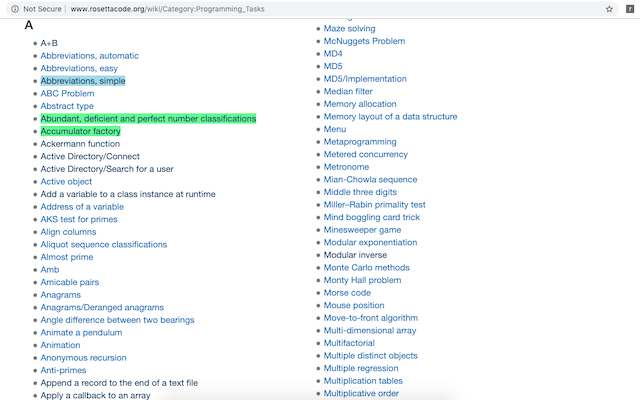 Not Secure | www.rosettacode.org/wiki/Category:Programming_Tasks
A
A+B
Abbreviations, automatic
Abbreviations, easy
Abbreviations, simple
ABC Problem
Abstract type
Abundant, deficient and perfect number classifications
Accumulator factory
Ackermann function
Active Directory/Connect
Active Directory/Search for a user
Active object
Add a variable to a class instance at runtime
Address of a variable
AKS test for primes
Align columns
Aliquot sequence classifications
Almost prime
Amb
Amicable pairs
Anagrams
Anagrams/Deranged anagrams
Angle difference between two bearings
Animate a pendulum
Animation
Anonymous recursion
Anti-primes
Append a record to the end of a text file
Apply a callback to an array
Maze solving
McNuggets Problem
MD4
MD5
MD5/Implementation
Median filter
Memory allocation
Memory layout of a data structure
Menu
Metaprogramming
Metered concurrency
Metronome
Mian-Chowla sequence
Middle three digits
Miller–Rabin primality test
Mind boggling card trick
Minesweeper game
Modular exponentiation
Modular inverse
Monte Carlo methods
Monty Hall problem
Morse code
Mouse position
Move-to-front algorithm
Multi-dimensional array
Multifactorial
Multiple distinct objects
Multiple regression
Multiplication tables
Multiplicative order